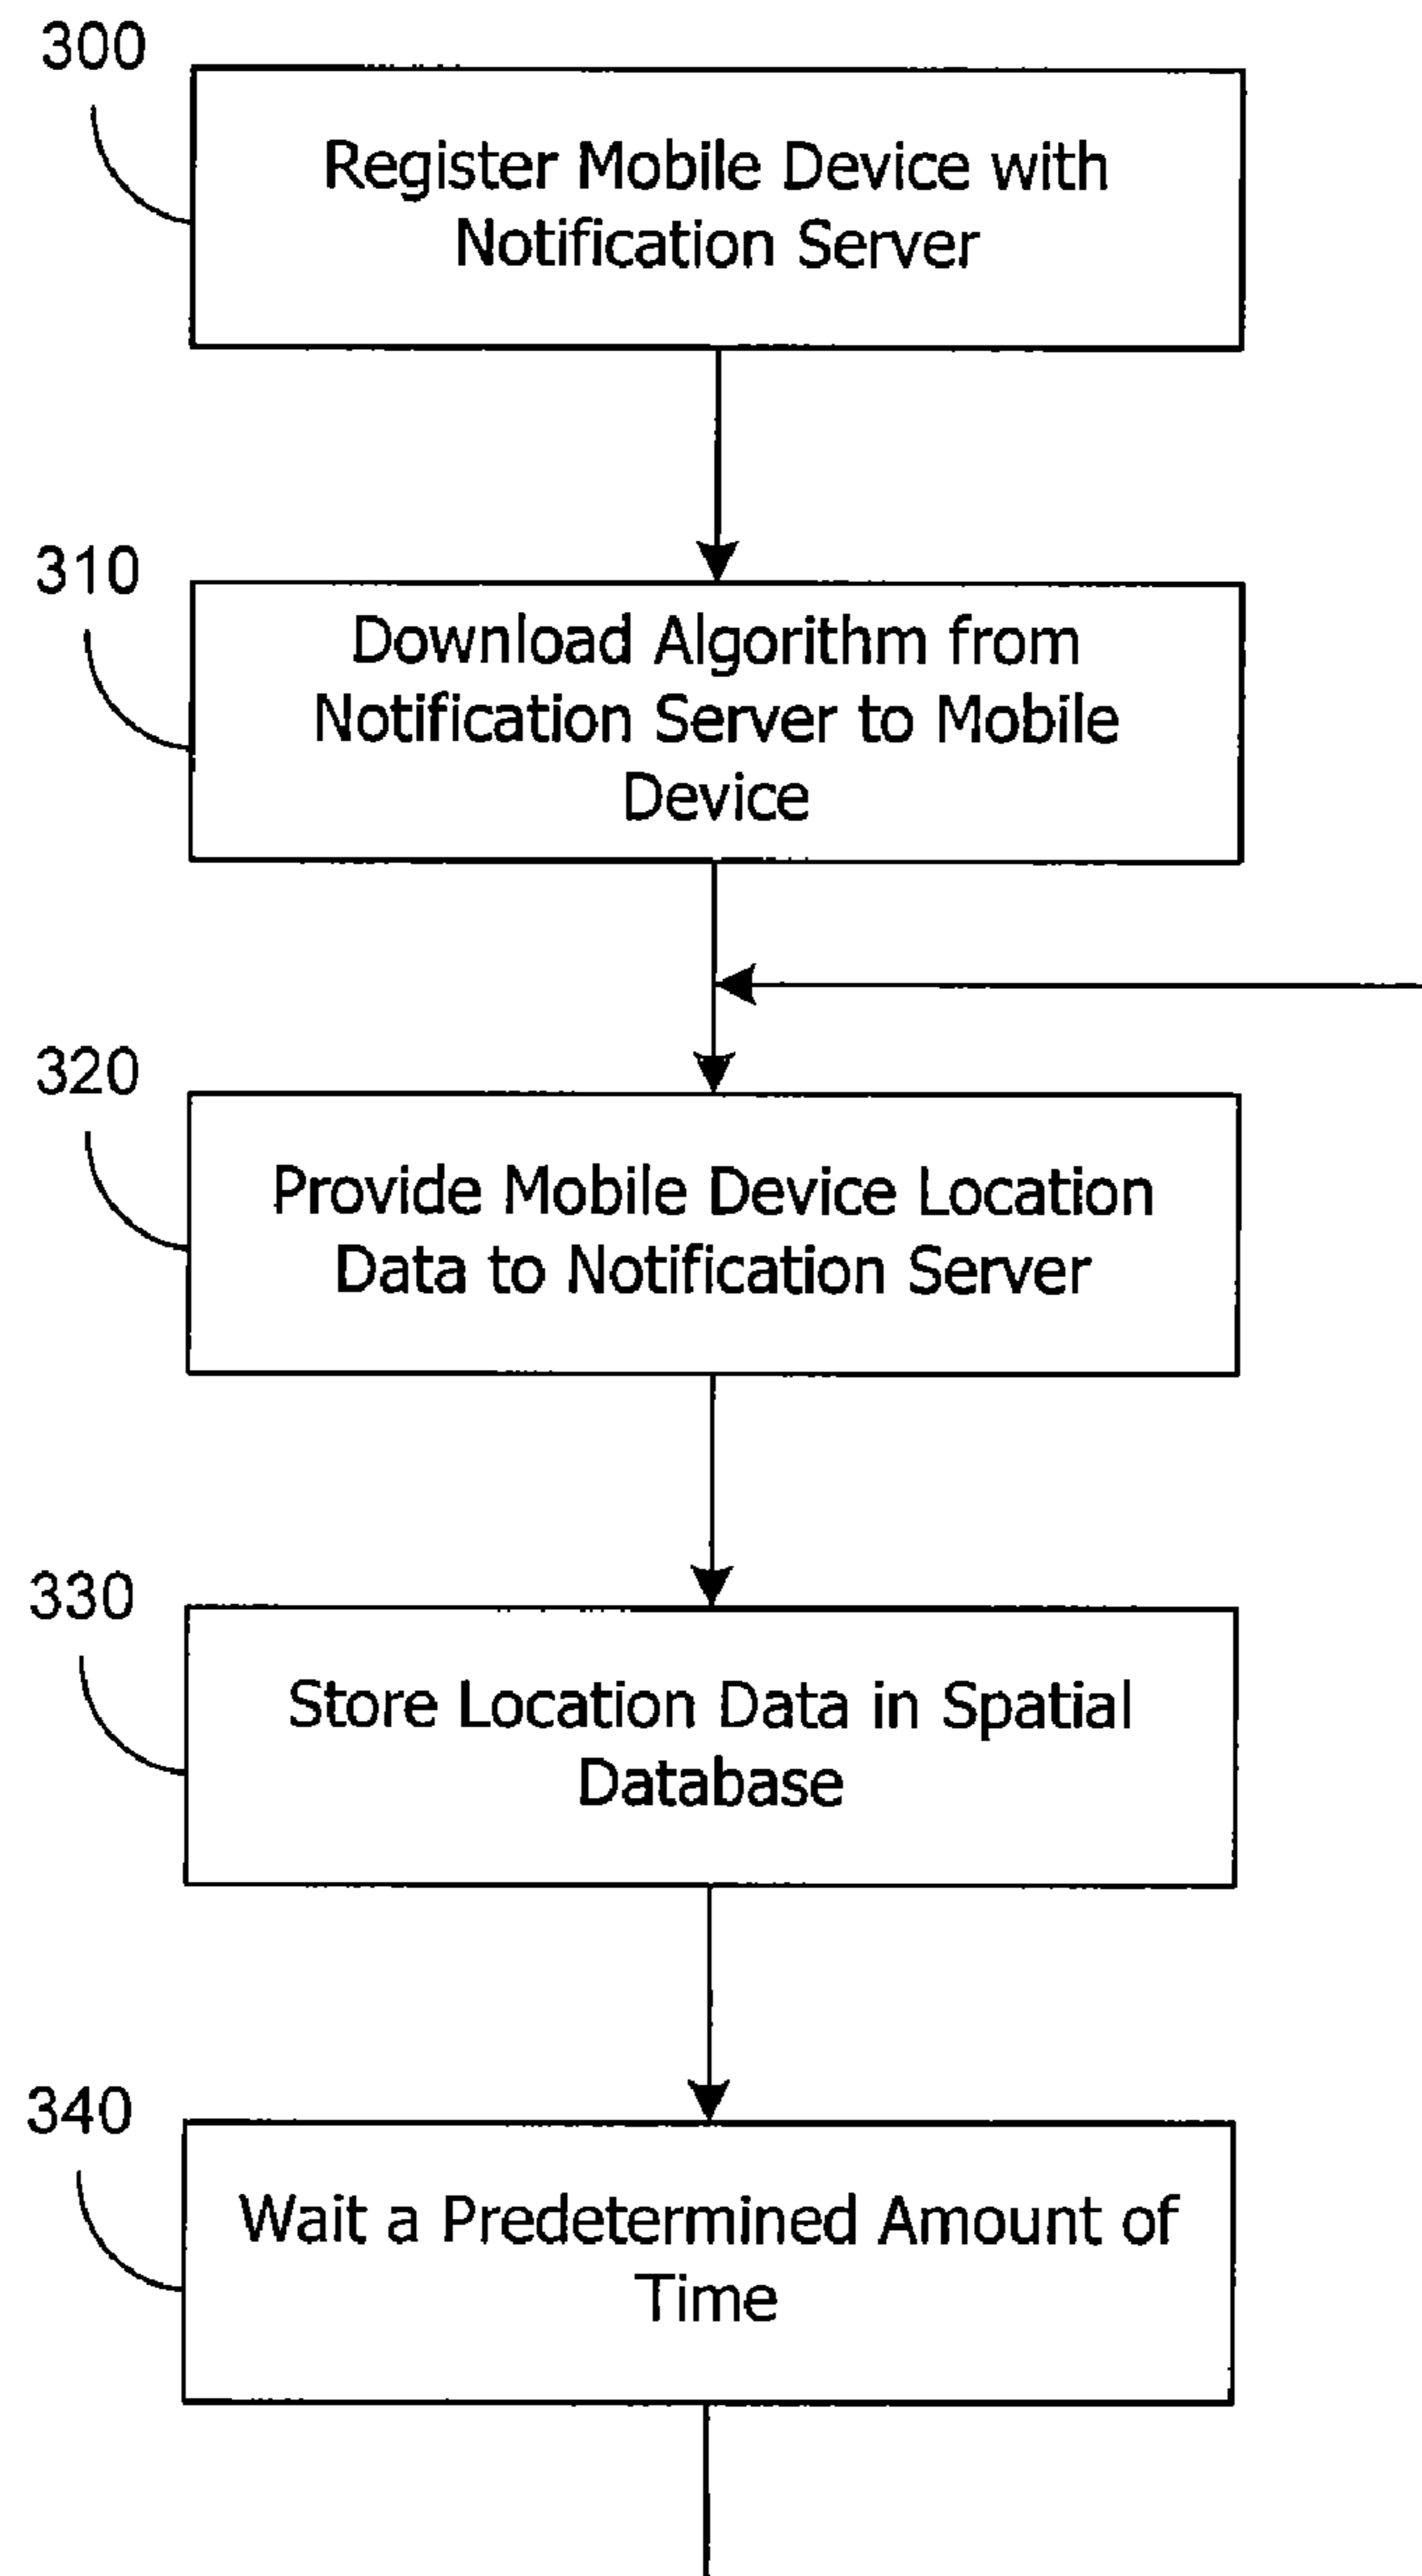 300
Register Mobile Device with
Notification Server
310
Download Algorithm from
Notification Server to Mobile
Device
320
Provide Mobile Device Location
Data to Notification Server
330
Store Location Data in Spatial
Database
340
Wait a Predetermined Amount of
Time